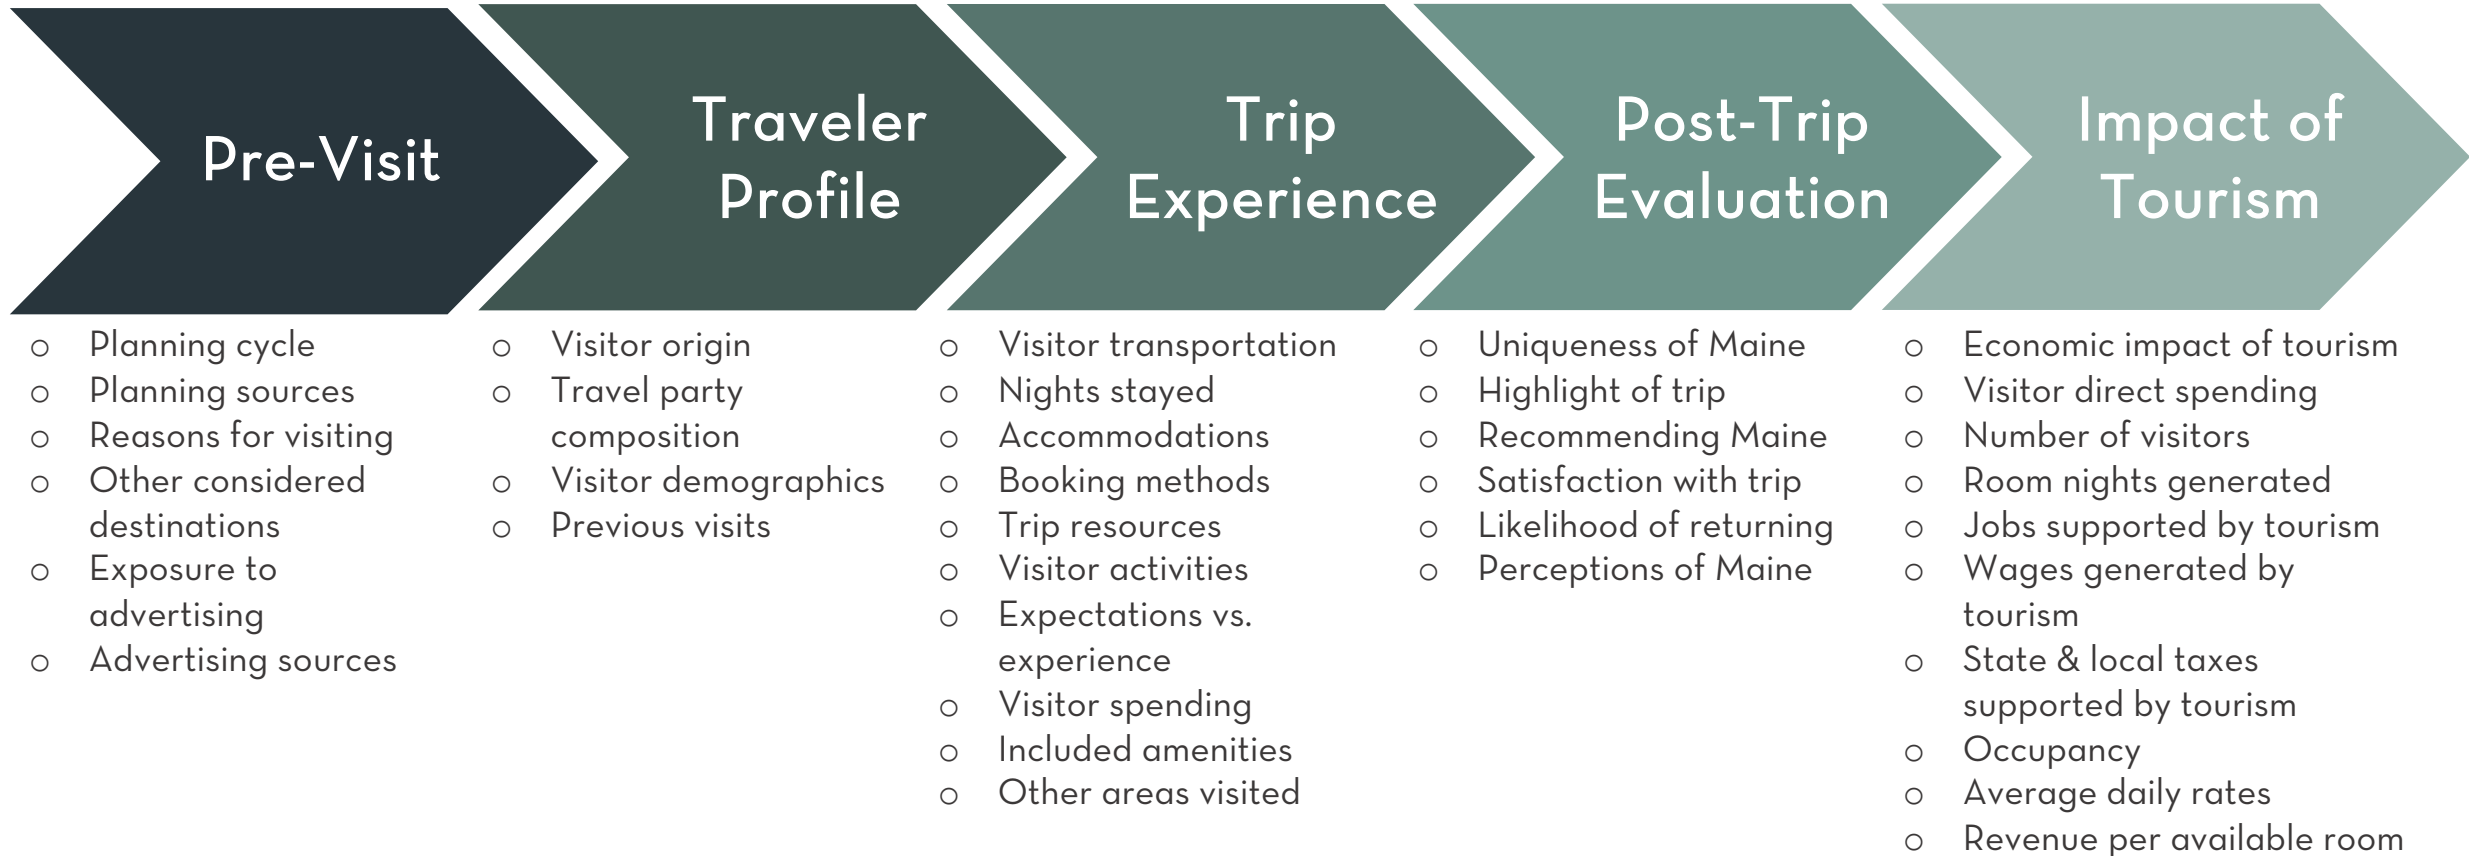 Pre-Visit
○ Planning cycle
○ Planning sources
○ Reasons for visiting
○ Other considered
destinations
○ Exposure to
advertising
○ Advertising sources
Traveler
Profile
○ Visitor origin
○ Travel party
composition
○ Visitor demographics
○ Previous visits
Trip
Experience
○ Visitor transportation
○ Nights stayed
○ Accommodations
○ Booking methods
○ Trip resources
○ Visitor activities
○ Expectations vs.
experience
○ Visitor spending
○ Included amenities
○ Other areas visited
Post-Trip
Evaluation
○ Uniqueness of Maine
○ Highlight of trip
○ Recommending Maine
○ Satisfaction with trip
○ Likelihood of returning
○ Perceptions of Maine
Impact of
Tourism
○ Economic impact of tourism
○ Visitor direct spending
○ Number of visitors
○ Room nights generated
○ Jobs supported by tourism
○ Wages generated by
tourism
○ State & local taxes
supported by tourism
○ Occupancy
○ Average daily rates
○ Revenue per available room